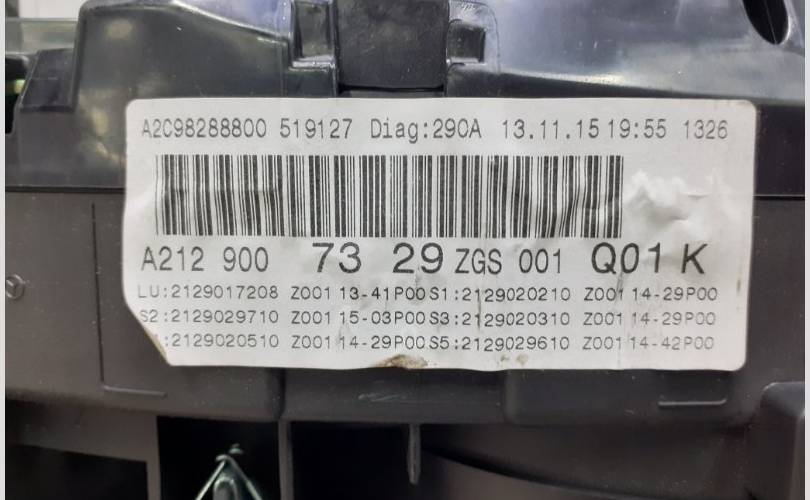 A2C98288800 519127 Diag:290A 13.11.15 19:55 1326
A212 900 73 29 ZGS 001 Q01 K
LU:2129017208 Z001 13-41P00 S1:2129020210 Z001 14-29P00
S2:2129029710 Z001 15-03P00 S3:2129020310 Z001 14-29P00
:2129020510 Z001 14-29P00 S5:2129029610 Z001 14-42P00